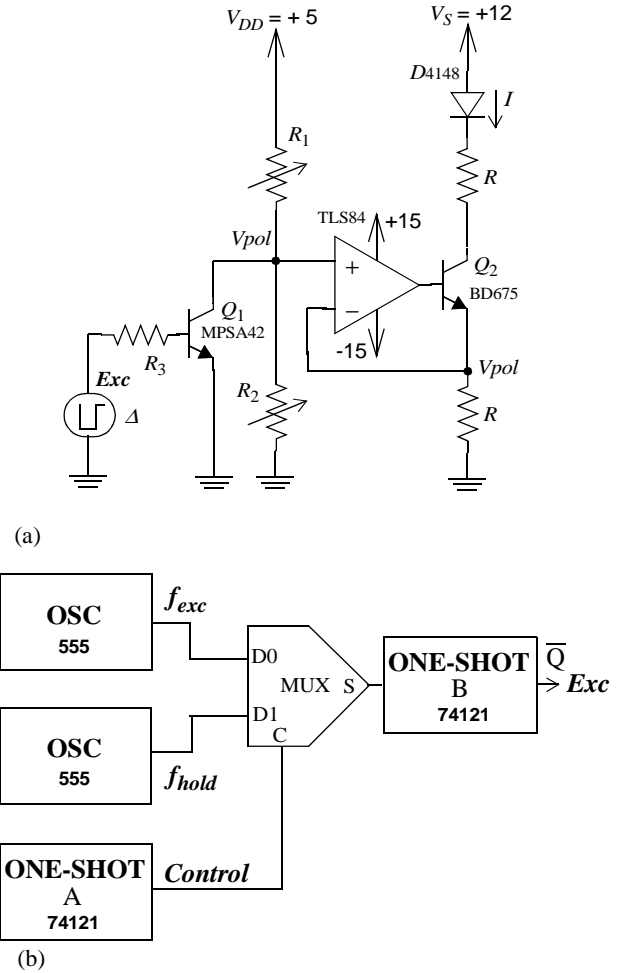 V_DD = + 5
V_S = +12
D4148
I
R_1
R
TLS84
+15
Vpol
+
Q_2
Q_1
BD675
MPSA42
−
R_3
-15
Vpol
Exc
R_2
Δ
R
(a)
OSC
555
f_exc
D0
MUX S
D1
C
ONE-SHOT
B
74121
Q̅
Exc
OSC
555
f_hold
ONE-SHOT
A
74121
Control
(b)